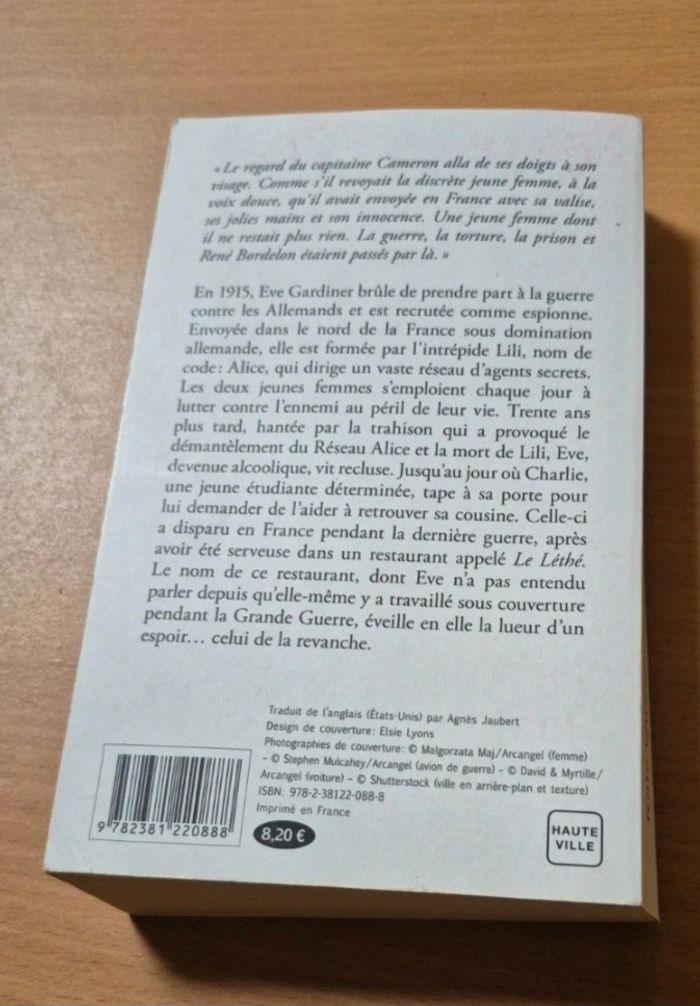 « Le regard du capitaine Cameron alla de ses doigts à son
visage. Comme s'il revoyait la discrète jeune femme, à la
voix douce, qu'il avait envoyée en France avec sa valise,
ses jolies mains et son innocence. Une jeune femme dont
il ne restait plus rien. La guerre, la torture, la prison et
René Bordelon étaient passés par là. »
En 1915, Eve Gardiner brûle de prendre part à la guerre
contre les Allemands et est recrutée comme espionne.
Envoyée dans le nord de la France sous domination
allemande, elle est formée par l'intrépide Lili, nom de
code : Alice, qui dirige un vaste réseau d'agents secrets.
Les deux jeunes femmes s'emploient chaque jour à
lutter contre l'ennemi au péril de leur vie. Trente ans
plus tard, hantée par la trahison qui a provoqué le
démantèlement du Réseau Alice et la mort de Lili, Eve,
devenue alcoolique, vit recluse. Jusqu'au jour où Charlie,
une jeune étudiante déterminée, tape à sa porte pour
lui demander de l'aider à retrouver sa cousine. Celle-ci
a disparu en France pendant la dernière guerre, après
avoir été serveuse dans un restaurant appelé Le Léthé.
Le nom de ce restaurant, dont Eve n'a pas entendu
parler depuis qu'elle-même y a travaillé sous couverture
pendant la Grande Guerre, éveille en elle la lueur d'un
espoir… celui de la revanche.
Traduit de l'anglais (États-Unis) par Agnès Jaubert
Design de couverture : Elsie Lyons
Photographies de couverture : © Malgorzata Maj/Arcangel (femme)
– © Stephen Mulcahey/Arcangel (avion de guerre) – © David & Myrtille/
Arcangel (voiture) – © Shutterstock (ville en arrière-plan et texture)
ISBN : 978-2-38122-088-8
Imprimé en France
9 782381 220888
8,20 €
HAUTE
VILLE